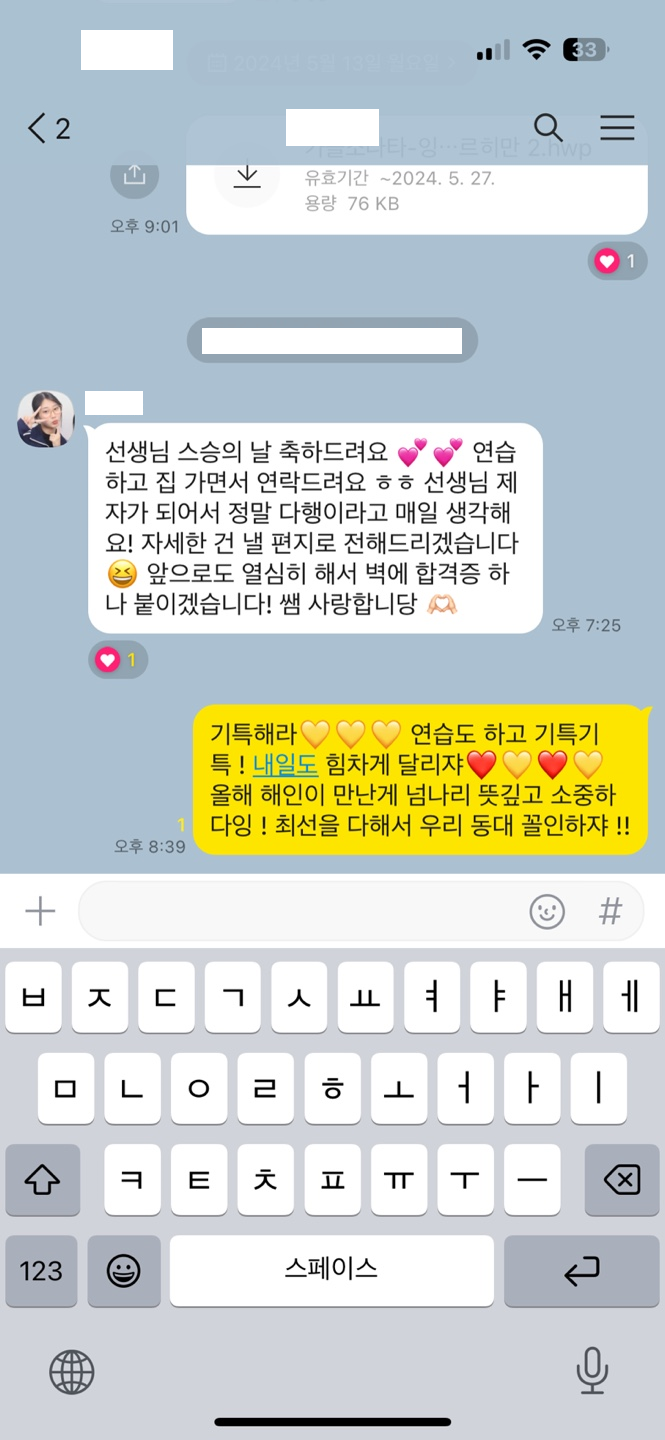 33
2024년 5월 13일 월요일
2
르히만 2.hwp
유효기간 ~2024. 5. 27.
용량 76 KB
오후 9:01
1
선생님 스승의 날 축하드려요 💕 💕 연습
하고 집 가면서 연락드려요 ㅎㅎ 선생님 제
자가 되어서 정말 다행이라고 매일 생각해
요! 자세한 건 낼 편지로 전해드리겠습니다
😆 앞으로도 열심히 해서 벽에 합격증 하
나 붙이겠습니다! 쌤 사랑합니당 🫶🏻
오후 7:25
1
기특해라💛💛💛 연습도 하고 기특기
특 ! 내일도 힘차게 달리쟈❤️💛❤️💛
올해 해인이 만난게 넘나리 뜻깊고 소중하
다잉 ! 최선을 다해서 우리 동대 꼴인하쟈 !!
1
오후 8:39
#
ㅂ ㅈ ㄷ ㄱ ㅅ ㅛ ㅕ ㅑ ㅐ ㅔ
ㅁ ㄴ ㅇ ㄹ ㅎ ㅗ ㅓ ㅏ ㅣ
ㅋ ㅌ ㅊ ㅍ ㅠ ㅜ ㅡ
123 스페이스